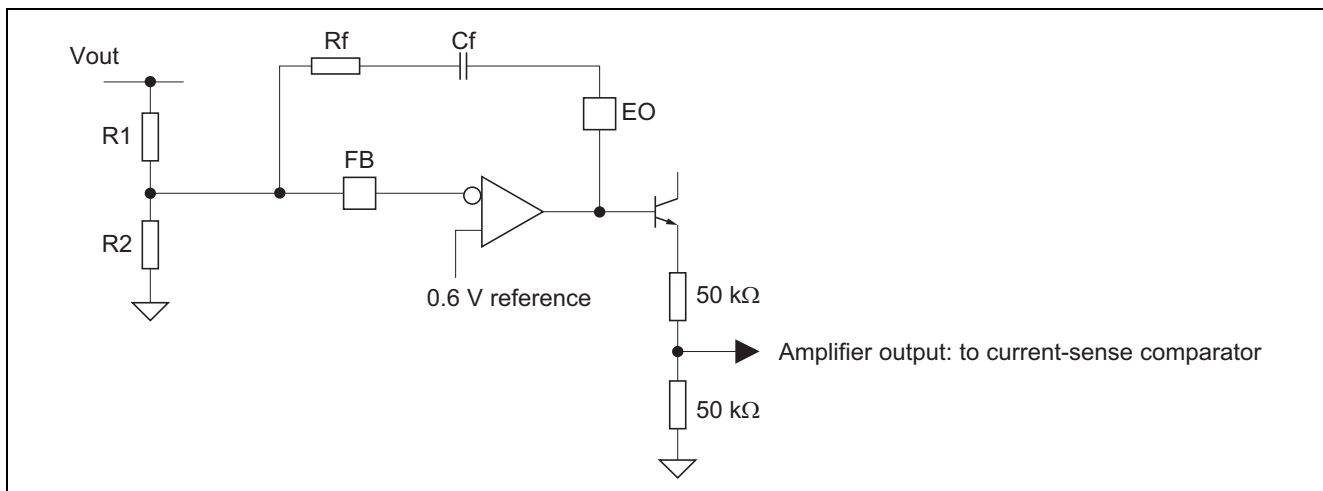 Vout
Rf
Cf
EO
R1
FB
R2
0.6 V reference
50 kΩ
Amplifier output: to current-sense comparator
50 kΩ